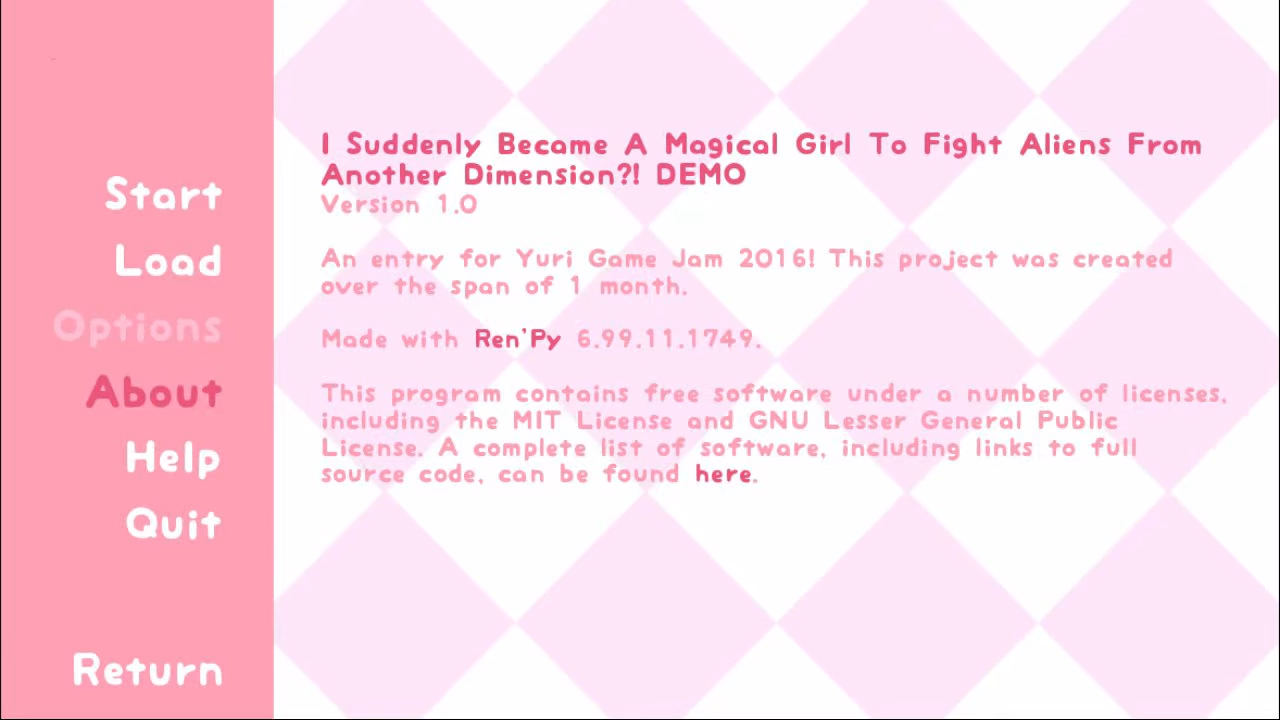 Start
Load
Options
About
Help
Quit
Return
I Suddenly Became A Magical Girl To Fight Aliens From
Another Dimension?! DEMO
Version 1.0
An entry for Yuri Game Jam 2016! This project was created
over the span of 1 month.
Made with Ren'Py 6.99.11.1749.
This program contains free software under a number of licenses,
including the MIT License and GNU Lesser General Public
License. A complete list of software, including links to full
source code, can be found here.